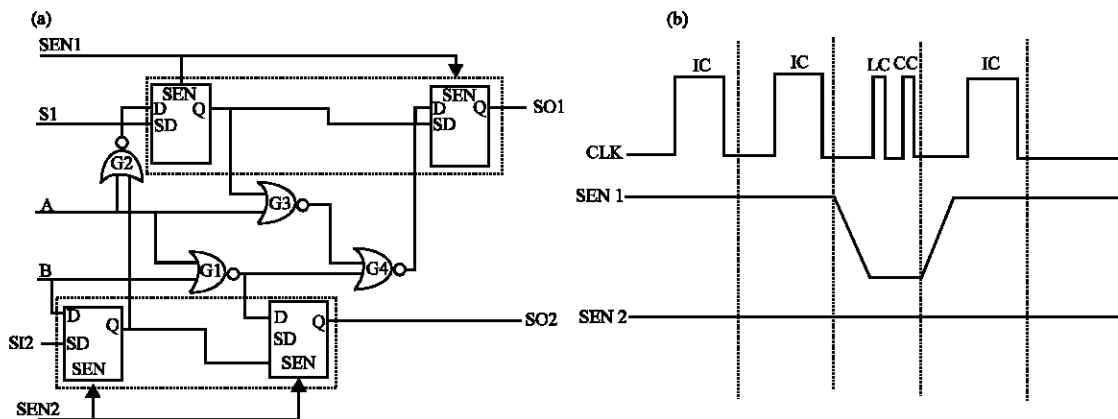 (a)
SEN1
SEN
D Q
SD
S1
SEN
D Q
SD
SO1
G2
A
G3
B
G1
G4
D Q
SD
SEN
SI2
D Q
SD
SEN
SO2
SEN2
(b)
IC IC LC CC IC
CLK
SEN 1
SEN 2